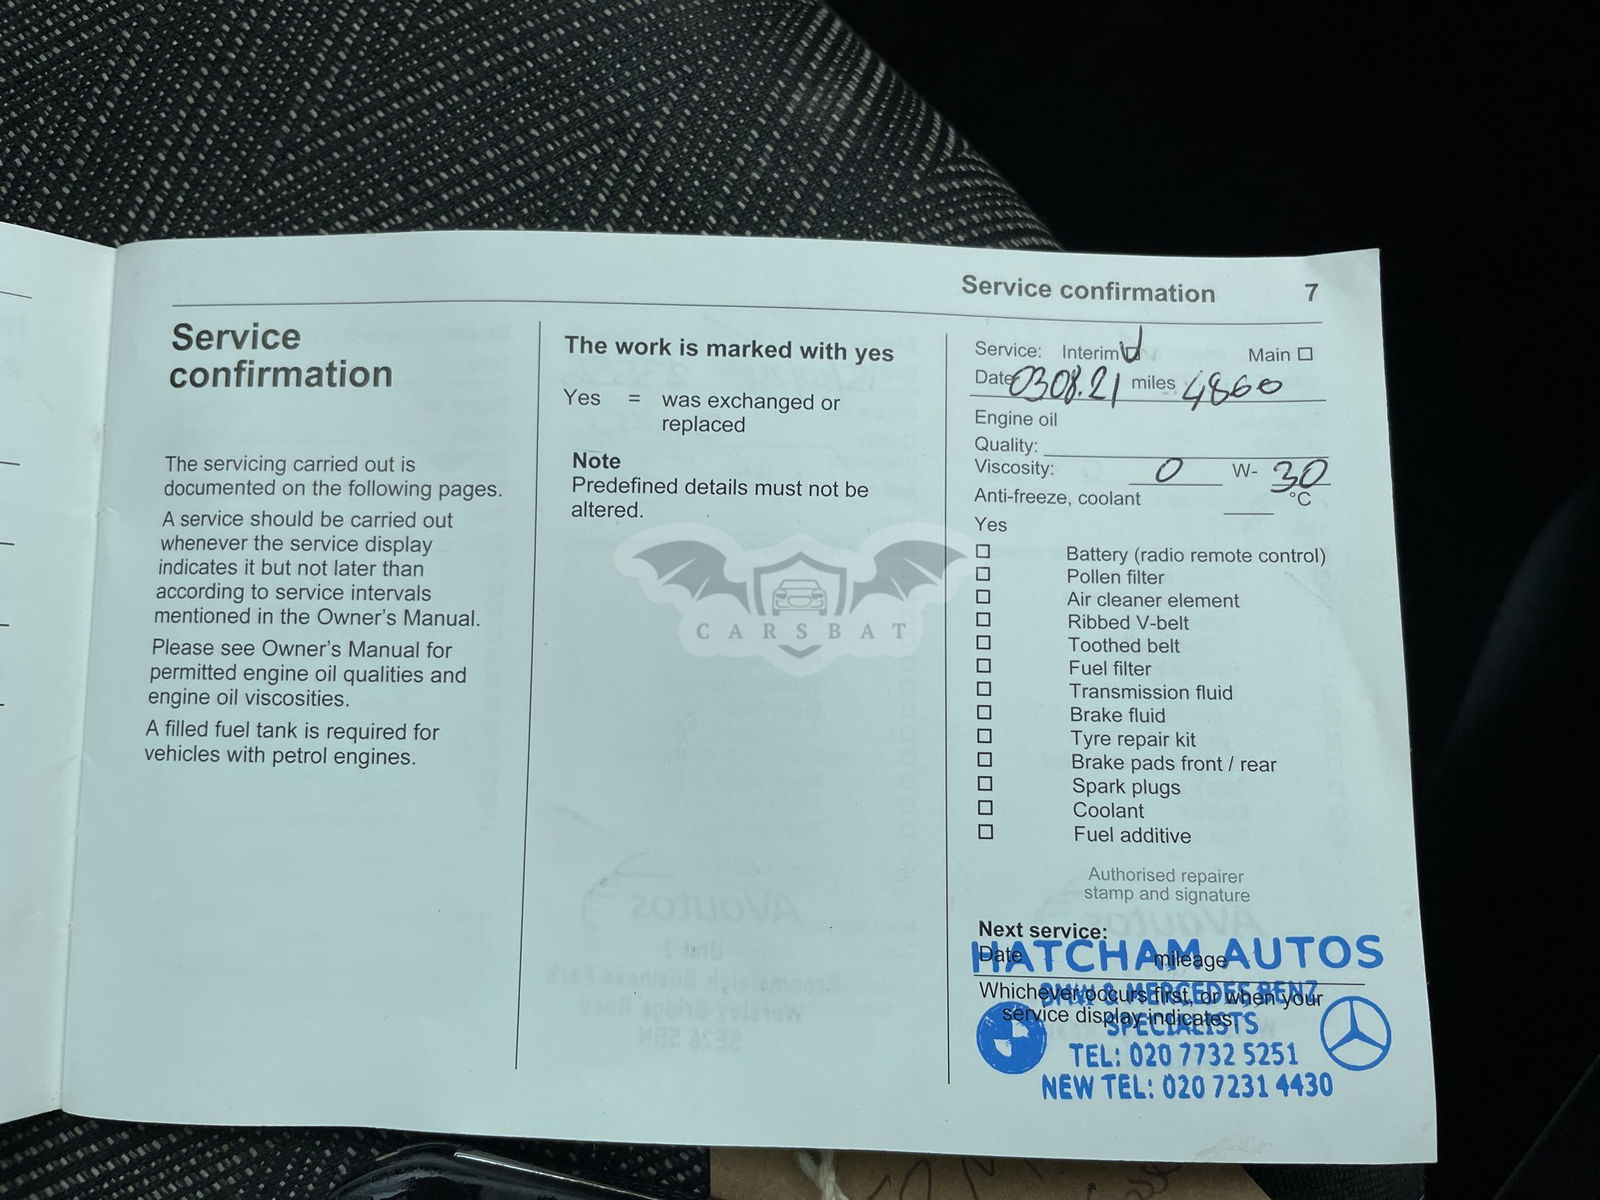 Service confirmation 7
Service
confirmation
The servicing carried out is
documented on the following pages.
A service should be carried out
whenever the service display
indicates it but not later than
according to service intervals
mentioned in the Owner's Manual.
Please see Owner's Manual for
permitted engine oil qualities and
engine oil viscosities.
A filled fuel tank is required for
vehicles with petrol engines.
The work is marked with yes
Yes = was exchanged or
replaced
Note
Predefined details must not be
altered.
CARSBAT
Service: Interim Main
Date 03.08.21 miles 4860
Engine oil
Quality:
Viscosity: 0 W- 30
Anti-freeze, coolant °C
Yes
Battery (radio remote control)
Pollen filter
Air cleaner element
Ribbed V-belt
Toothed belt
Fuel filter
Transmission fluid
Brake fluid
Tyre repair kit
Brake pads front / rear
Spark plugs
Coolant
Fuel additive
Authorised repairer
stamp and signature
Next service:
Date mileage
HATCHAM AUTOS
Whichever occurs first, or when your
service display indicates.
BMW & MERCEDES BENZ
SPECIALISTS
TEL: 020 7732 5251
NEW TEL: 020 7231 4430